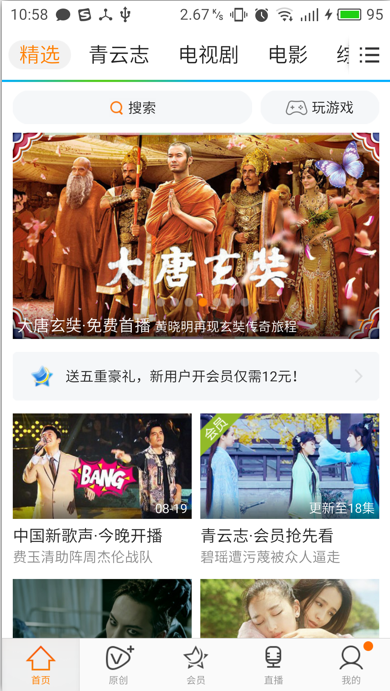 10:58
2.67 K/s
95
精选 青云志 电视剧 电影 综
搜索
玩游戏
大唐玄奘
大唐玄奘·免费首播 黄晓明再现玄奘传奇旅程
送五重豪礼，新用户开会员仅需12元！
BANG
08-19
会员
更新至18集
中国新歌声·今晚开播
费玉清助阵周杰伦战队
青云志·会员抢先看
碧瑶遭污蔑被众人逼走
首页
原创
会员
直播
我的